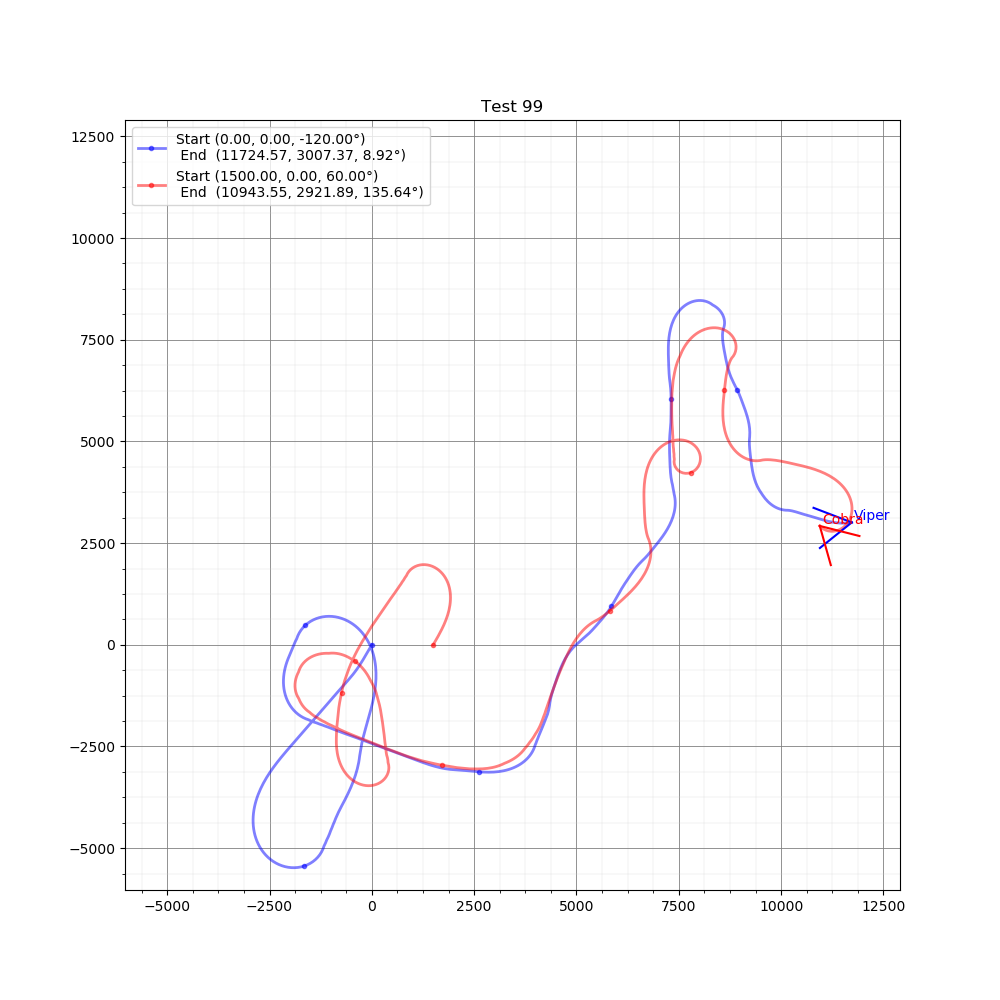 Test 99
Start (0.00, 0.00, -120.00°)
End (11724.57, 3007.37, 8.92°)
Start (1500.00, 0.00, 60.00°)
End (10943.55, 2921.89, 135.64°)
12500
10000
7500
5000
2500
0
−2500
−5000
Viper
Cobra
−5000 −2500 0 2500 5000 7500 10000 12500